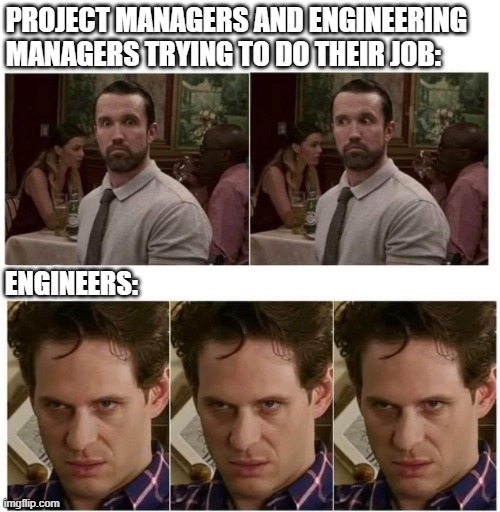 PROJECT MANAGERS AND ENGINEERING
MANAGERS TRYING TO DO THEIR JOB:
ENGINEERS:
imgflip.com